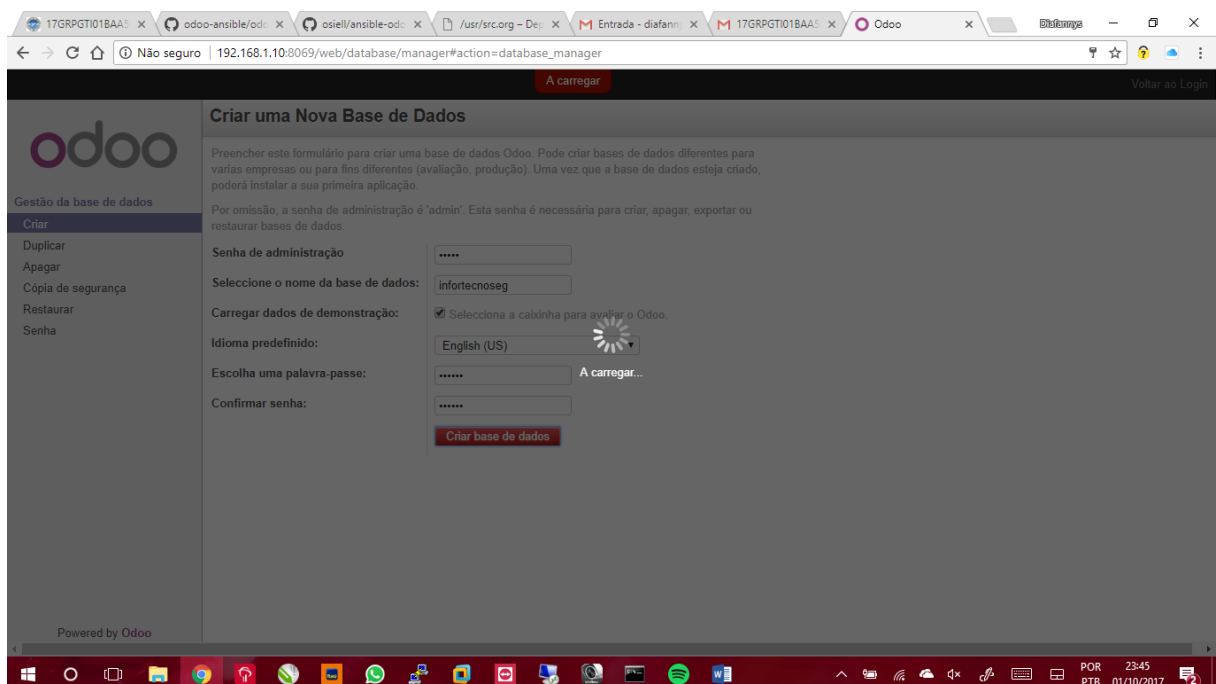 17GRPGTI01BAA5
odoo-ansible/odo
osiell/ansible-odo
/usr/src.org – De
Entrada - diafann
17GRPGTI01BAA5
Odoo
Diafannys
Não seguro
192.168.1.10:8069/web/database/manager#action=database_manager
A carregar
Voltar ao Login
odoo
Gestão da base de dados
Criar
Duplicar
Apagar
Cópia de segurança
Restaurar
Senha
Criar uma Nova Base de Dados
Preencher este formulário para criar uma base de dados Odoo. Pode criar bases de dados diferentes para
varias empresas ou para fins diferentes (avaliação, produção). Uma vez que a base de dados esteja criado,
poderá instalar a sua primeira aplicação.
Por omissão, a senha de administração é 'admin'. Esta senha é necessária para criar, apagar, exportar ou
restaurar bases de dados.
Senha de administração
Seleccione o nome da base de dados:
infortecnoseg
Carregar dados de demonstração:
Selecciona a caixinha para avaliar o Odoo.
Idioma predefinido:
English (US)
A carregar...
Escolha uma palavra-passe:
Confirmar senha:
Criar base de dados
Powered by Odoo
POR
PTB
23:45
01/10/2017